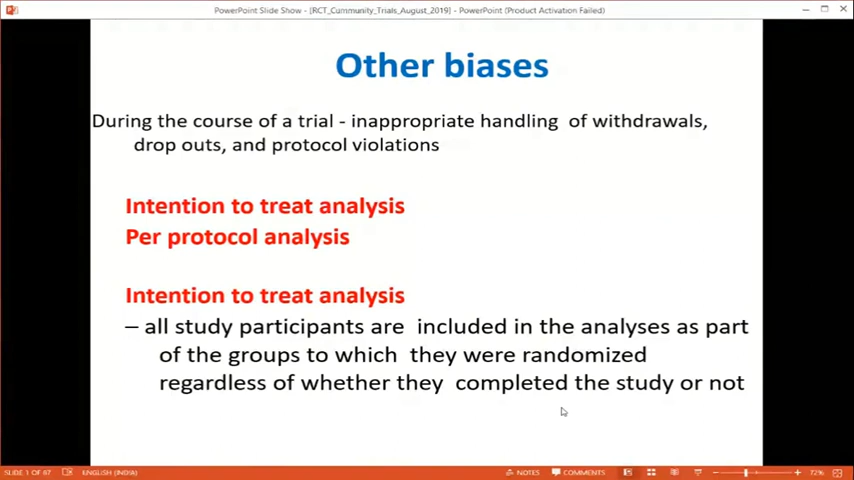 PowerPoint Slide Show - [RCT_Cummunity_Trials_August_2019] - PowerPoint (Product Activation Failed)
Other biases
During the course of a trial - inappropriate handling of withdrawals,
drop outs, and protocol violations
Intention to treat analysis
Per protocol analysis
Intention to treat analysis
– all study participants are included in the analyses as part
of the groups to which they were randomized
regardless of whether they completed the study or not
SLIDE 1 OF 87 ENGLISH (INDIA) NOTES COMMENTS 72%